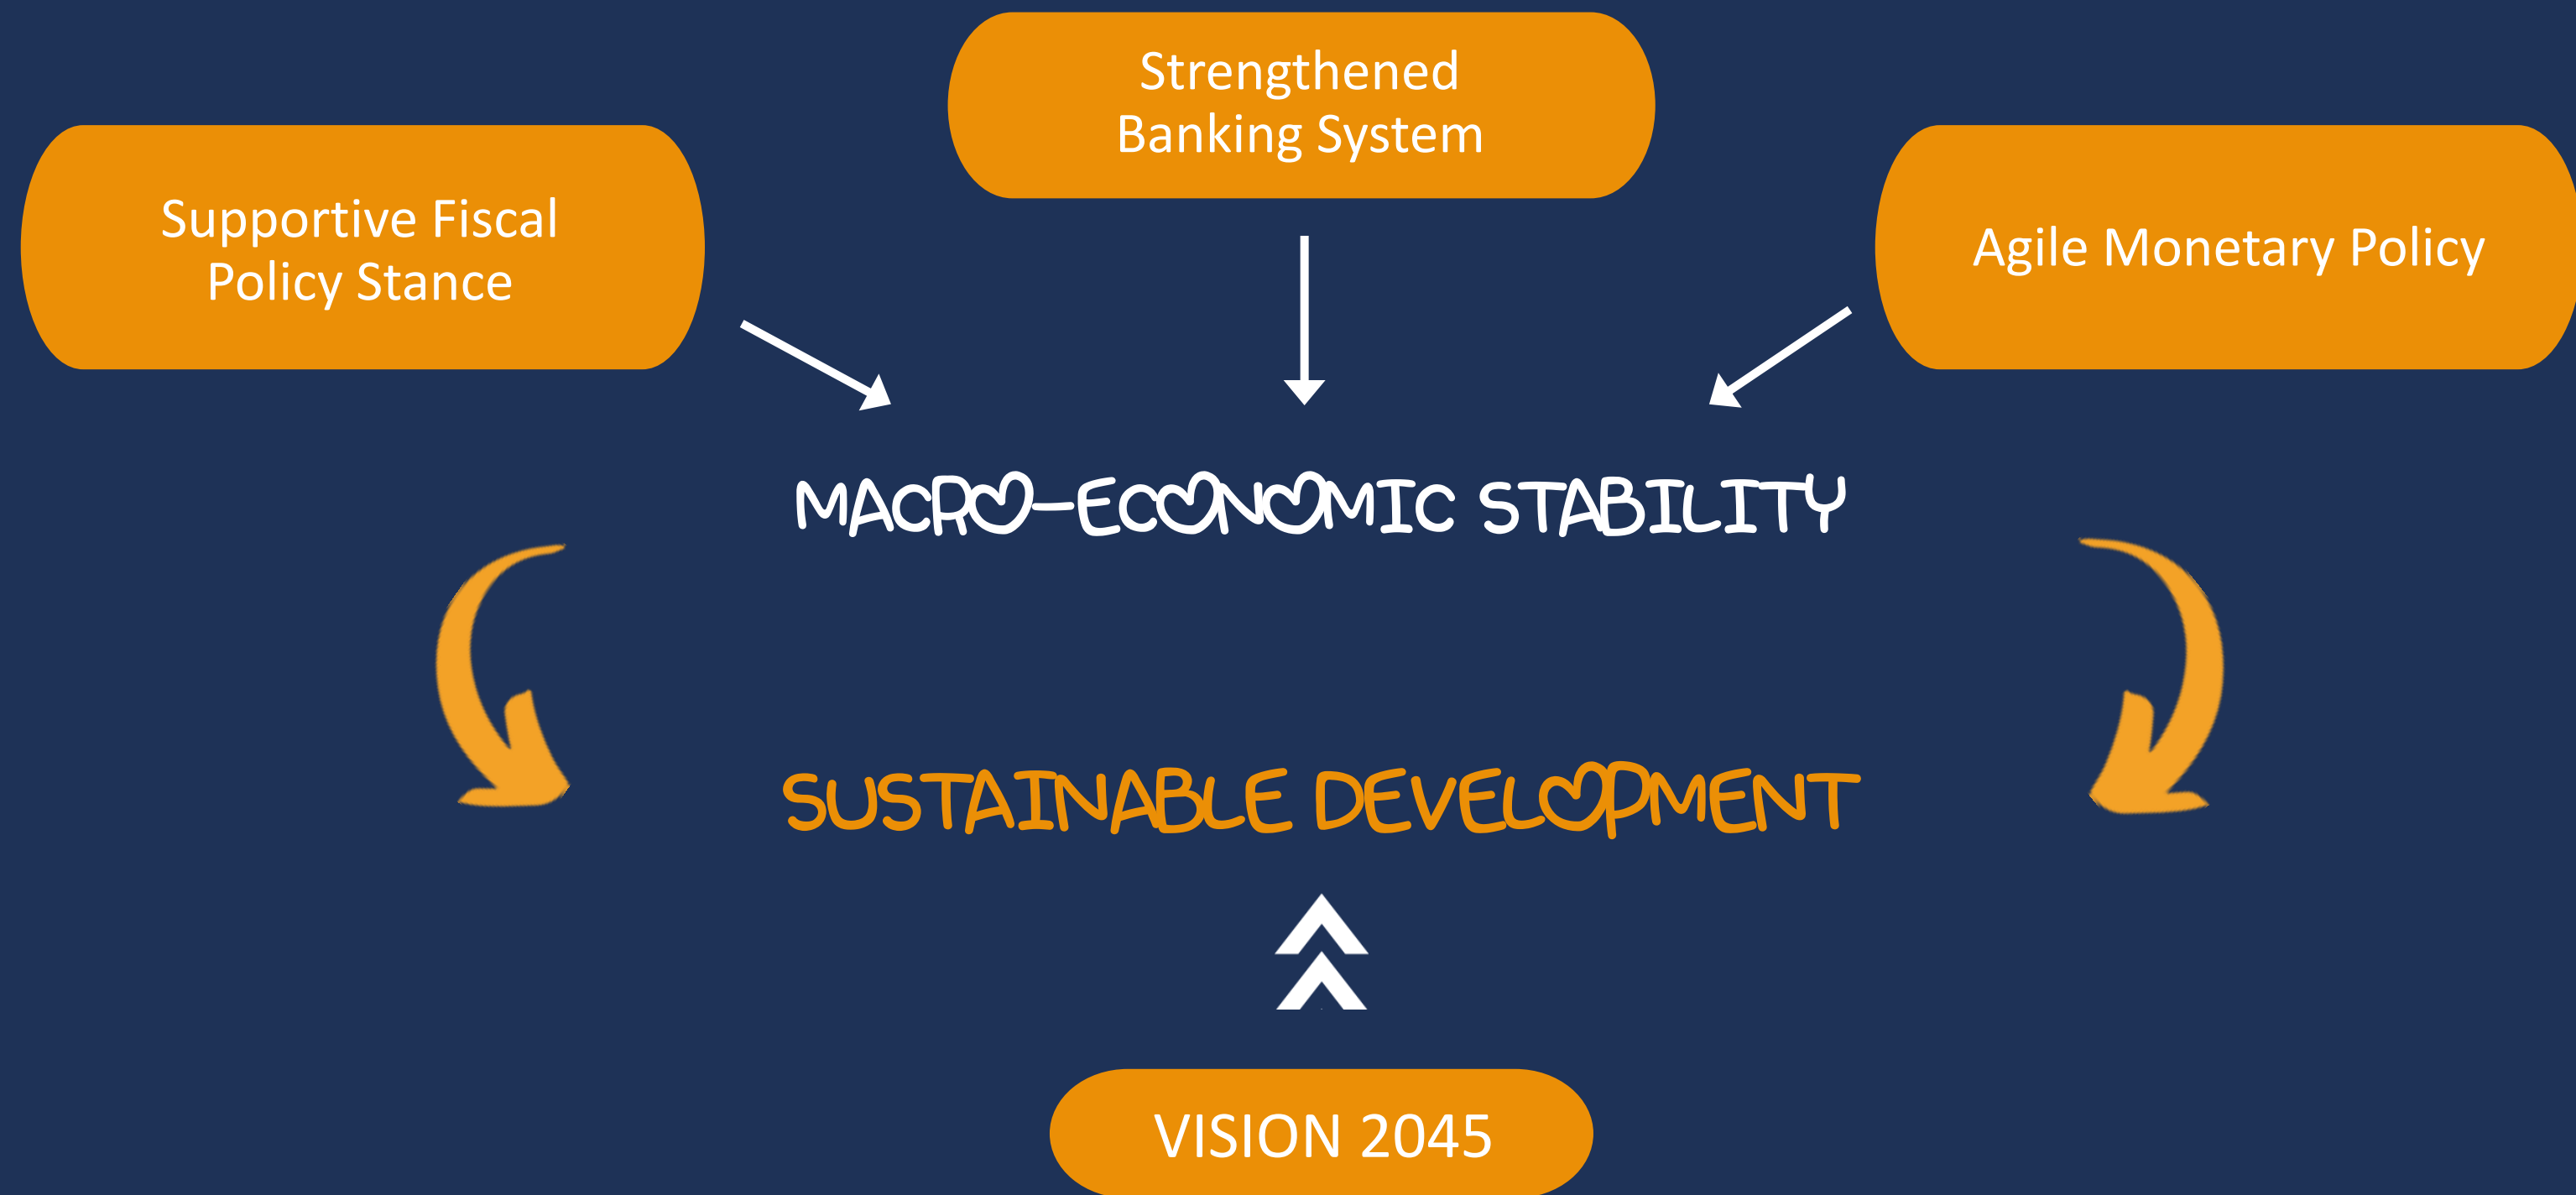 Strengthened
Banking System
Supportive Fiscal
Policy Stance
Agile Monetary Policy
MACRO-ECONOMIC STABILITY
SUSTAINABLE DEVELOPMENT
VISION 2045